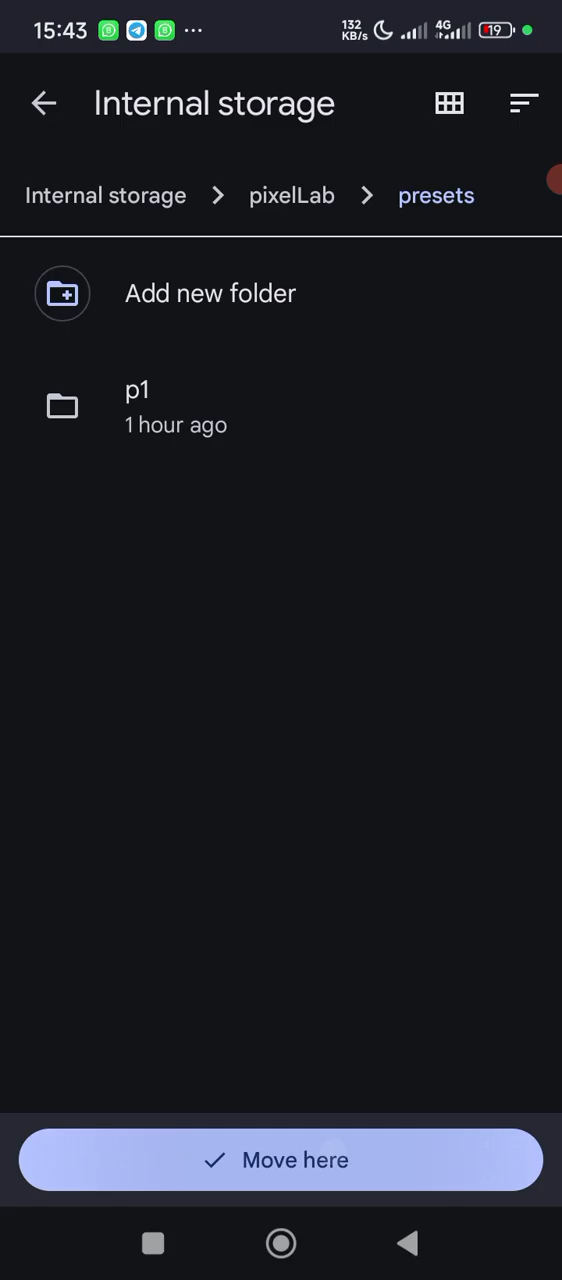 15:43 ... 132 KB/s 4G 19
Internal storage
Internal storage > pixelLab > presets
Add new folder
p1
1 hour ago
Move here